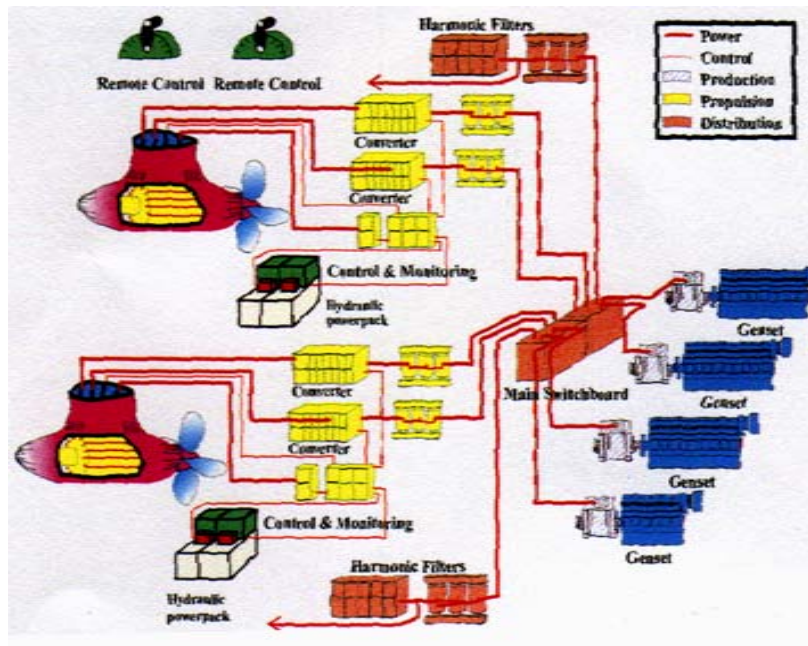 Harmonic Filters
Power
Control
Production
Propulsion
Distribution
Remote Control Remote Control
Converter
Converter
Control & Monitoring
Hydraulic
powerpack
Genset
Main Switchboard
Genset
Converter
Converter
Genset
Control & Monitoring
Genset
Harmonic Filters
Hydraulic
powerpack